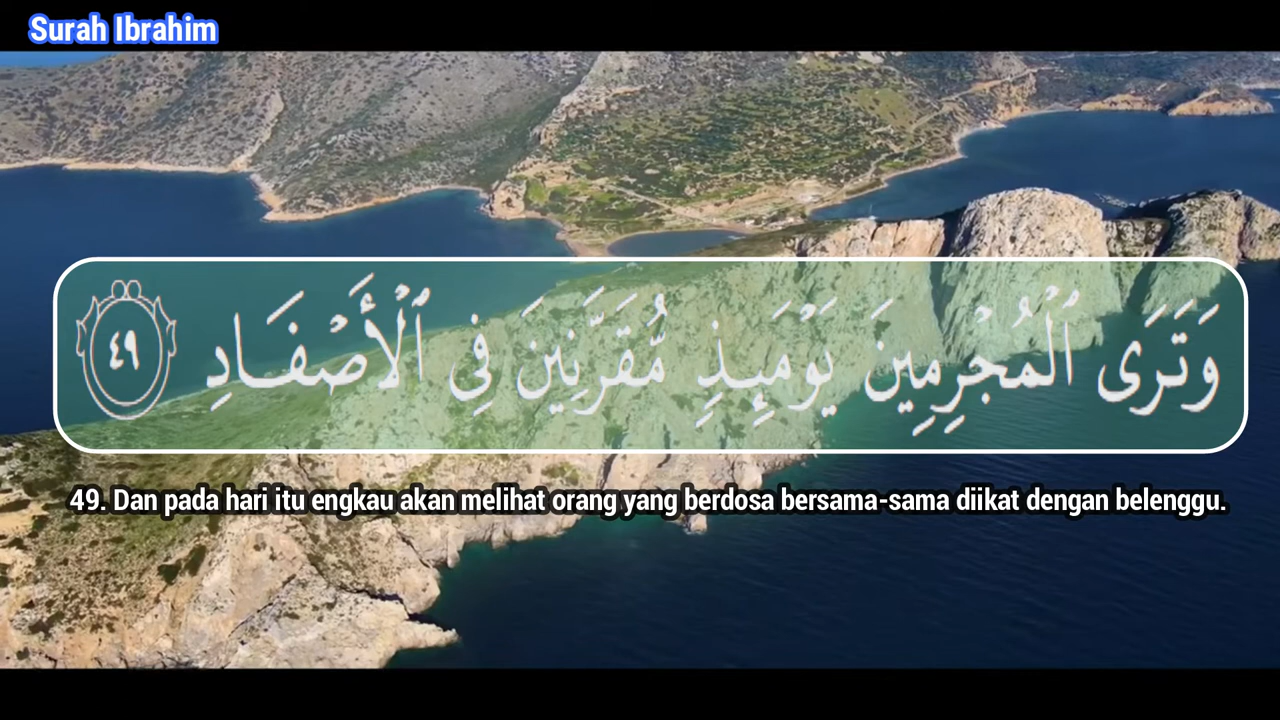 Surah Ibrahim
وَتَرَى ٱلْمُجْرِمِينَ يَوْمَئِذٍ مُّقَرَّنِينَ فِى ٱلْأَصْفَادِ ٤٩
49. Dan pada hari itu engkau akan melihat orang yang berdosa bersama-sama diikat dengan belenggu.